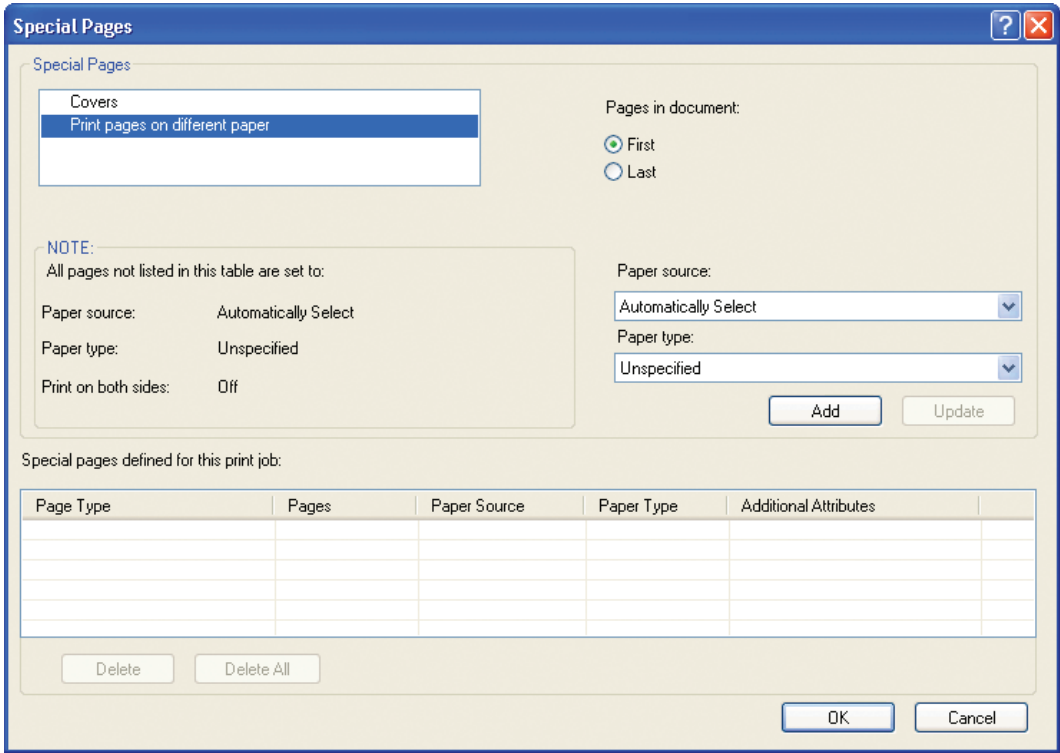 Special Pages
Special Pages
Covers
Print pages on different paper
Pages in document:
First
Last
NOTE:
All pages not listed in this table are set to:
Paper source: Automatically Select
Paper type: Unspecified
Print on both sides: Off
Paper source:
Automatically Select
Paper type:
Unspecified
Add Update
Special pages defined for this print job:
Page Type Pages Paper Source Paper Type Additional Attributes
Delete Delete All
OK Cancel